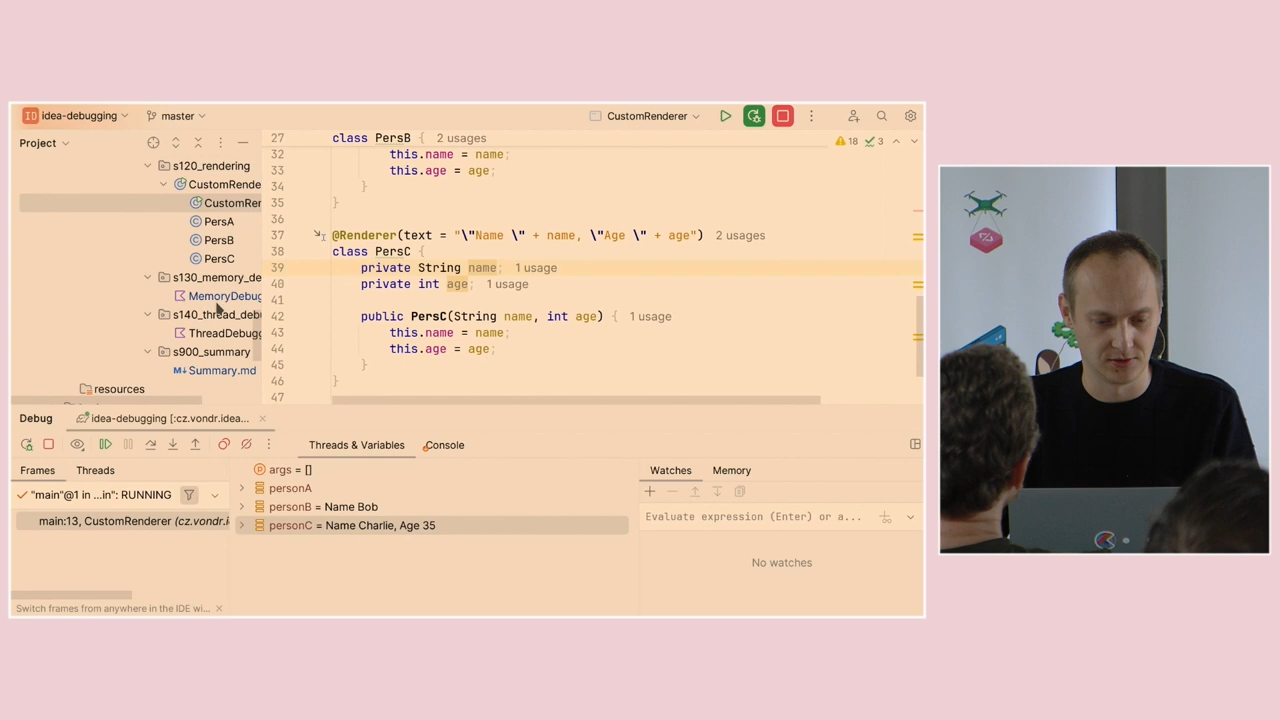 ID idea-debugging master CustomRenderer
Project
s120_rendering
CustomRende
CustomRer
PersA
PersB
PersC
s130_memory_de
MemoryDebug
s140_thread_debu
ThreadDebugg
s900_summary
M↓ Summary.md
resources
27 class PersB { 2 usages
18 3
32 this.name = name;
33 this.age = age;
34 }
35 }
36
37 @Renderer(text = "\"Name \" + name, \"Age \" + age") 2 usages
38 class PersC {
39 private String name; 1 usage
40 private int age; 1 usage
41
42 public PersC(String name, int age) { 1 usage
43 this.name = name;
44 this.age = age;
45 }
46 }
47
Debug idea-debugging [:cz.vondr.idea...
Threads & Variables Console
Frames Threads
"main"@1 in ...in": RUNNING
main:13, CustomRenderer (cz.vondr.i
Switch frames from anywhere in the IDE wi...
args = []
personA
personB = Name Bob
personC = Name Charlie, Age 35
Watches Memory
Evaluate expression (Enter) or a...
No watches